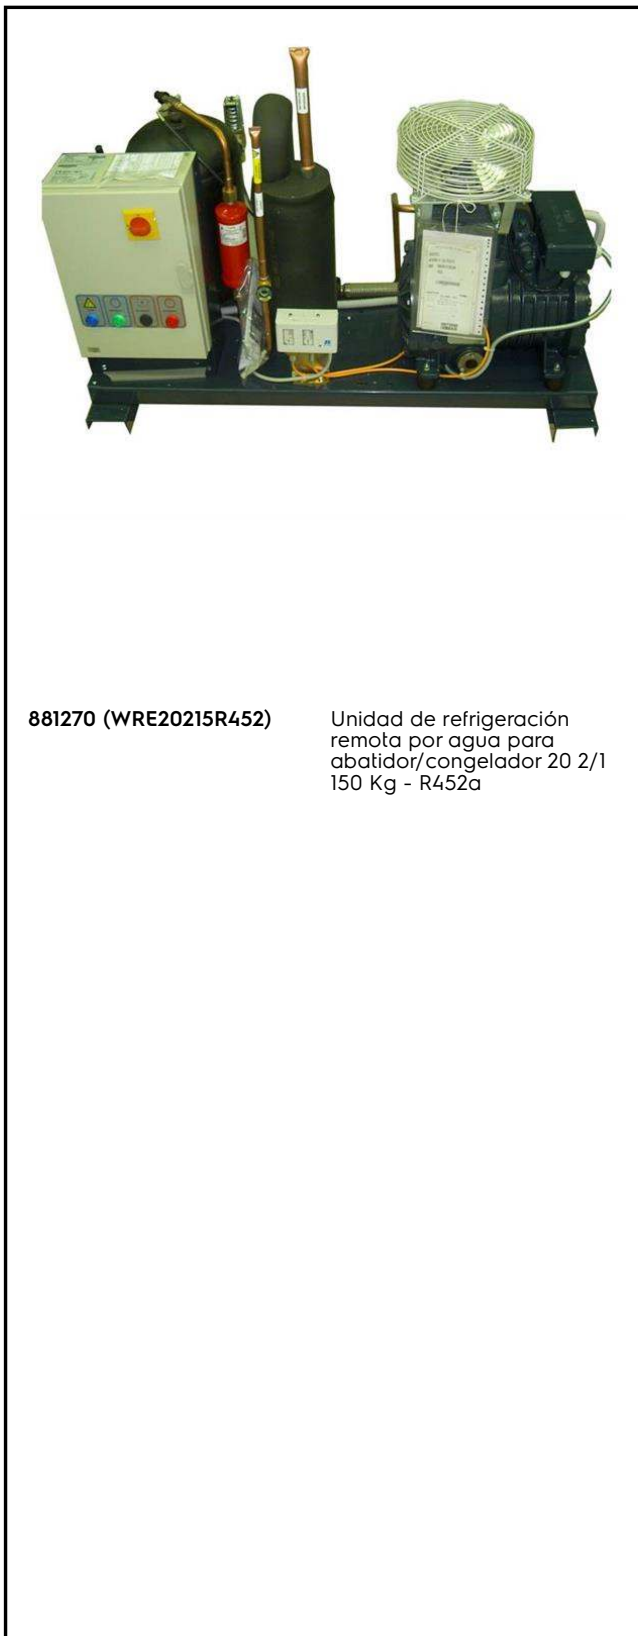 881270 (WRE20215R452)
Unidad de refrigeración
remota por agua para
abatidor/congelador 20 2/1
150 Kg - R452a